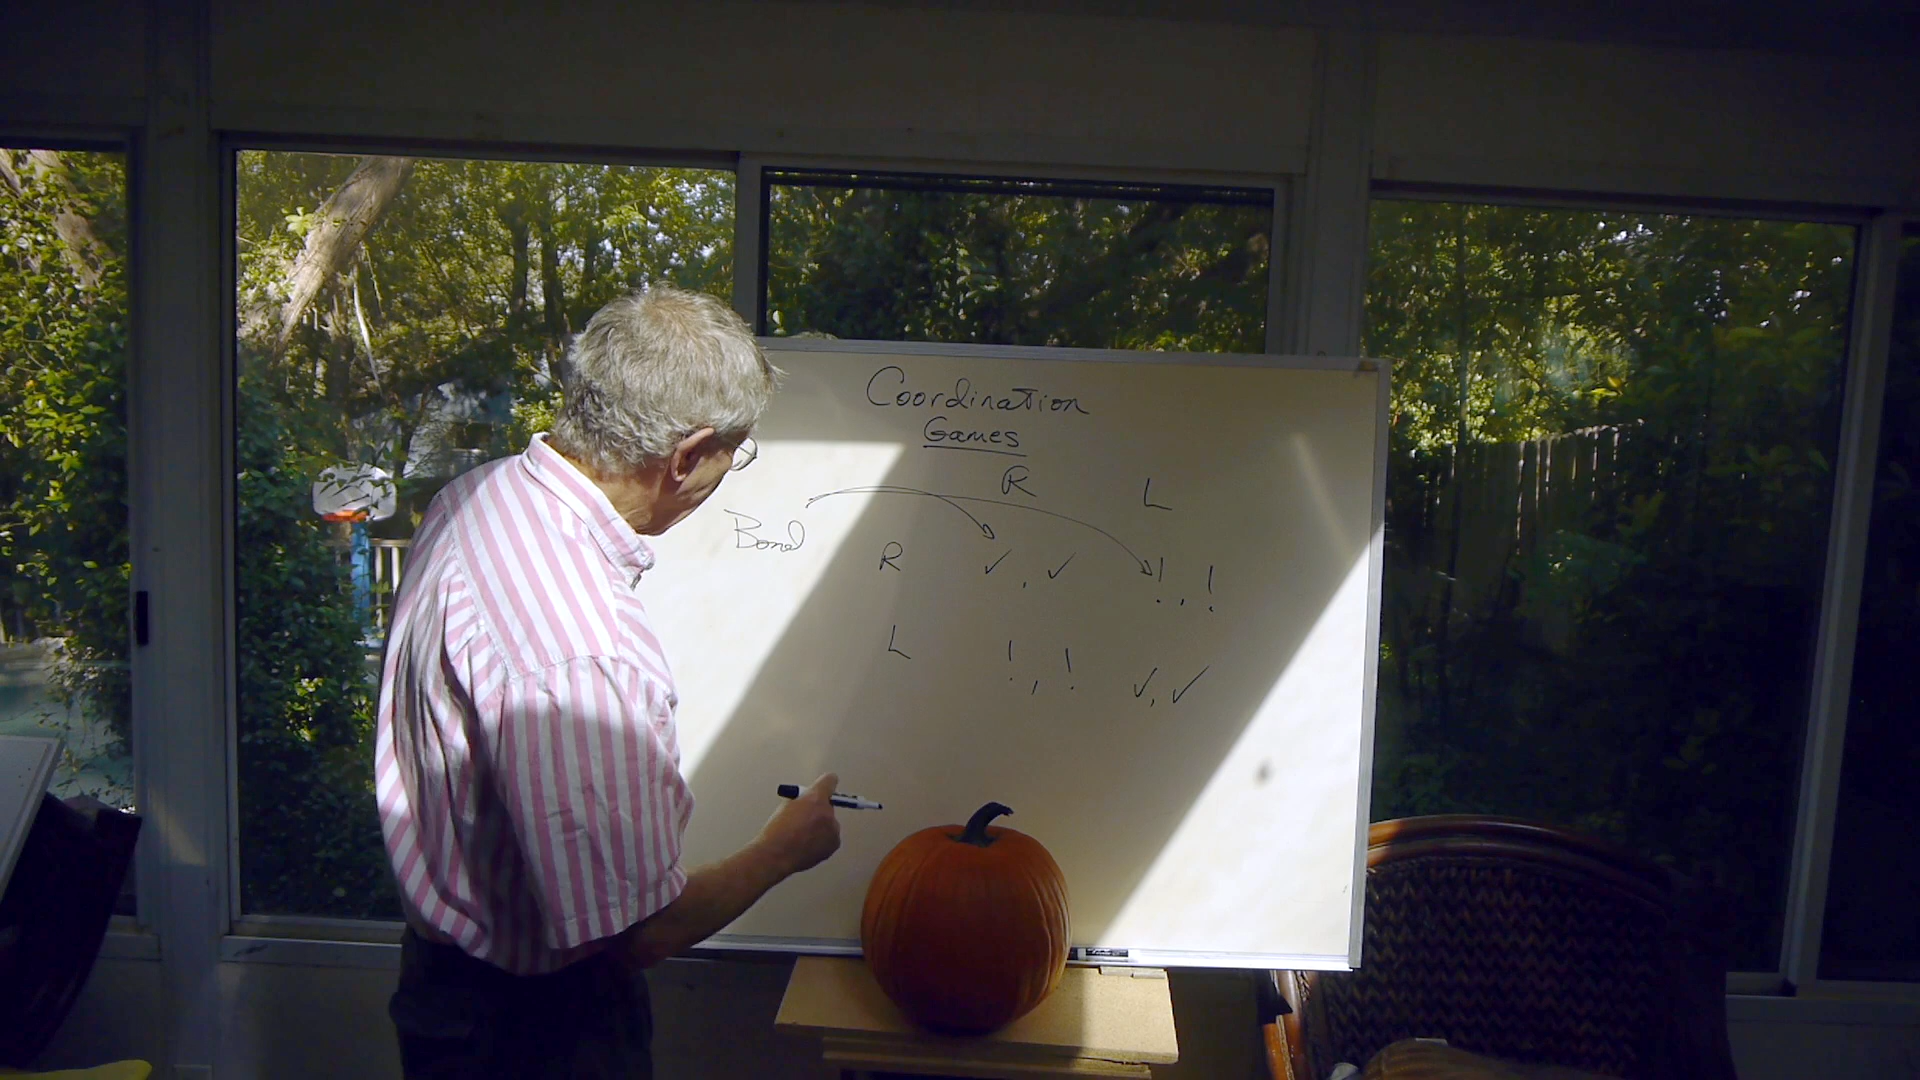 Coordination
Games
R L
Bond
R ✓, ✓ !, !
L !, ! ✓, ✓